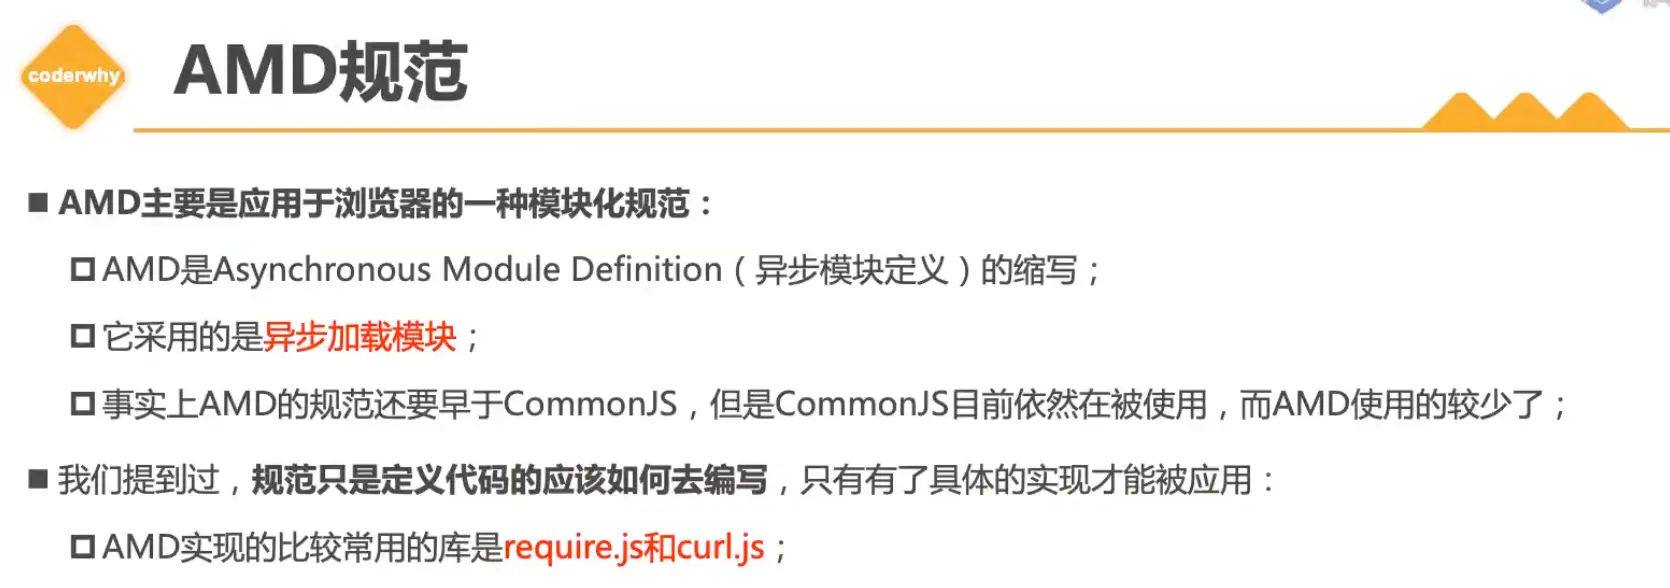 coderwhy
AMD规范
AMD主要是应用于浏览器的一种模块化规范：
AMD是Asynchronous Module Definition（异步模块定义）的缩写；
它采用的是异步加载模块；
事实上AMD的规范还要早于CommonJS，但是CommonJS目前依然在被使用，而AMD使用的较少了；
我们提到过，规范只是定义代码的应该如何去编写，只有有了具体的实现才能被应用：
AMD实现的比较常用的库是require.js和curl.js；